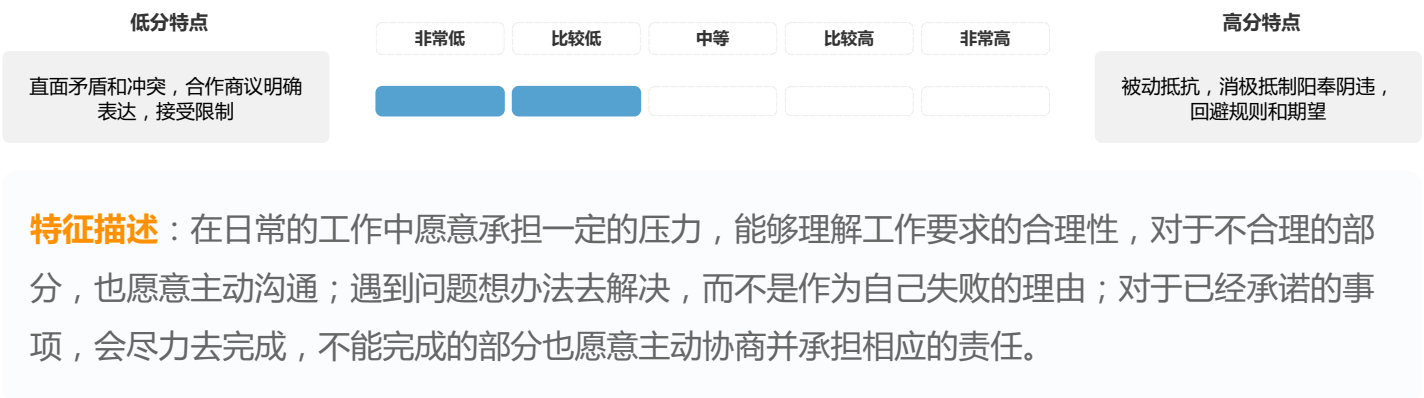 低分特点
高分特点
非常低
比较低
中等
比较高
非常高
直面矛盾和冲突，合作商议明确
表达，接受限制
被动抵抗，消极抵制阳奉阴违，
回避规则和期望
特征描述：在日常的工作中愿意承担一定的压力，能够理解工作要求的合理性，对于不合理的部
分，也愿意主动沟通；遇到问题想办法去解决，而不是作为自己失败的理由；对于已经承诺的事
项，会尽力去完成，不能完成的部分也愿意主动协商并承担相应的责任。